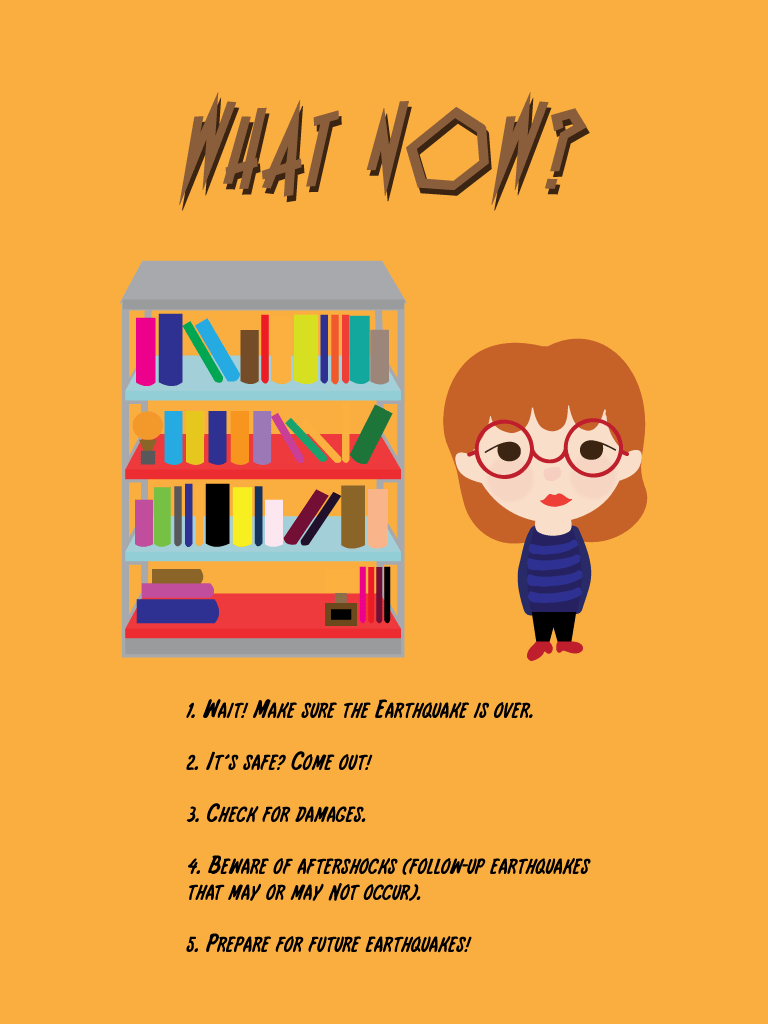 WHAT NOW?
1. WAIT! MAKE SURE THE EARTHQUAKE IS OVER.
2. IT'S SAFE? COME OUT!
3. CHECK FOR DAMAGES.
4. BEWARE OF AFTERSHOCKS (FOLLOW-UP EARTHQUAKES
THAT MAY OR MAY NOT OCCUR).
5. PREPARE FOR FUTURE EARTHQUAKES!